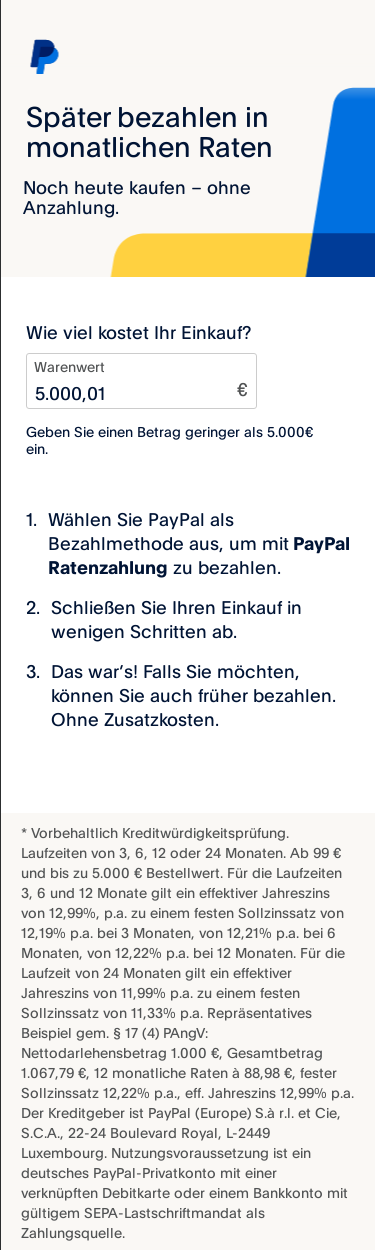 Später bezahlen in
monatlichen Raten
Noch heute kaufen – ohne
Anzahlung.
Wie viel kostet Ihr Einkauf?
Warenwert
5.000,01 €
Geben Sie einen Betrag geringer als 5.000€
ein.
1. Wählen Sie PayPal als
Bezahlmethode aus, um mit PayPal
Ratenzahlung zu bezahlen.
2. Schließen Sie Ihren Einkauf in
wenigen Schritten ab.
3. Das war’s! Falls Sie möchten,
können Sie auch früher bezahlen.
Ohne Zusatzkosten.
* Vorbehaltlich Kreditwürdigkeitsprüfung.
Laufzeiten von 3, 6, 12 oder 24 Monaten. Ab 99 €
und bis zu 5.000 € Bestellwert. Für die Laufzeiten
3, 6 und 12 Monate gilt ein effektiver Jahreszins
von 12,99%, p.a. zu einem festen Sollzinssatz von
12,19% p.a. bei 3 Monaten, von 12,21% p.a. bei 6
Monaten, von 12,22% p.a. bei 12 Monaten. Für die
Laufzeit von 24 Monaten gilt ein effektiver
Jahreszins von 11,99% p.a. zu einem festen
Sollzinssatz von 11,33% p.a. Repräsentatives
Beispiel gem. § 17 (4) PAngV:
Nettodarlehensbetrag 1.000 €, Gesamtbetrag
1.067,79 €, 12 monatliche Raten à 88,98 €, fester
Sollzinssatz 12,22% p.a., eff. Jahreszins 12,99% p.a.
Der Kreditgeber ist PayPal (Europe) S.à r.l. et Cie,
S.C.A., 22-24 Boulevard Royal, L-2449
Luxembourg. Nutzungsvoraussetzung ist ein
deutsches PayPal-Privatkonto mit einer
verknüpften Debitkarte oder einem Bankkonto mit
gültigem SEPA-Lastschriftmandat als
Zahlungsquelle.